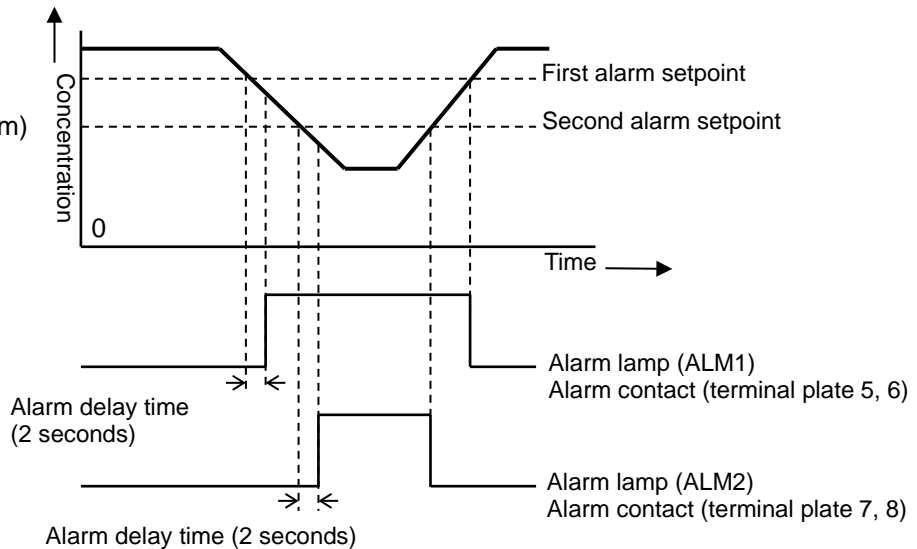 Concentration
First alarm setpoint
m)
Second alarm setpoint
0
Time
Alarm lamp (ALM1)
Alarm contact (terminal plate 5, 6)
Alarm delay time
(2 seconds)
Alarm lamp (ALM2)
Alarm contact (terminal plate 7, 8)
Alarm delay time (2 seconds)